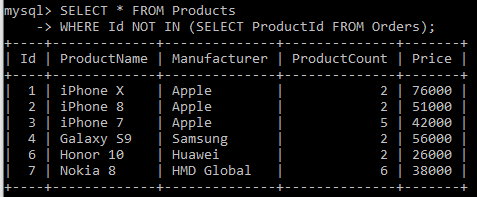 mysql> SELECT * FROM Products
    -> WHERE Id NOT IN (SELECT ProductId FROM Orders);
+----+-------------+--------------+--------------+-------+
| Id | ProductName | Manufacturer | ProductCount | Price |
+----+-------------+--------------+--------------+-------+
|  1 | iPhone X    | Apple        |            2 | 76000 |
|  2 | iPhone 8    | Apple        |            2 | 51000 |
|  3 | iPhone 7    | Apple        |            5 | 42000 |
|  4 | Galaxy S9   | Samsung      |            2 | 56000 |
|  6 | Honor 10    | Huawei       |            2 | 26000 |
|  7 | Nokia 8     | HMD Global   |            6 | 38000 |
+----+-------------+--------------+--------------+-------+